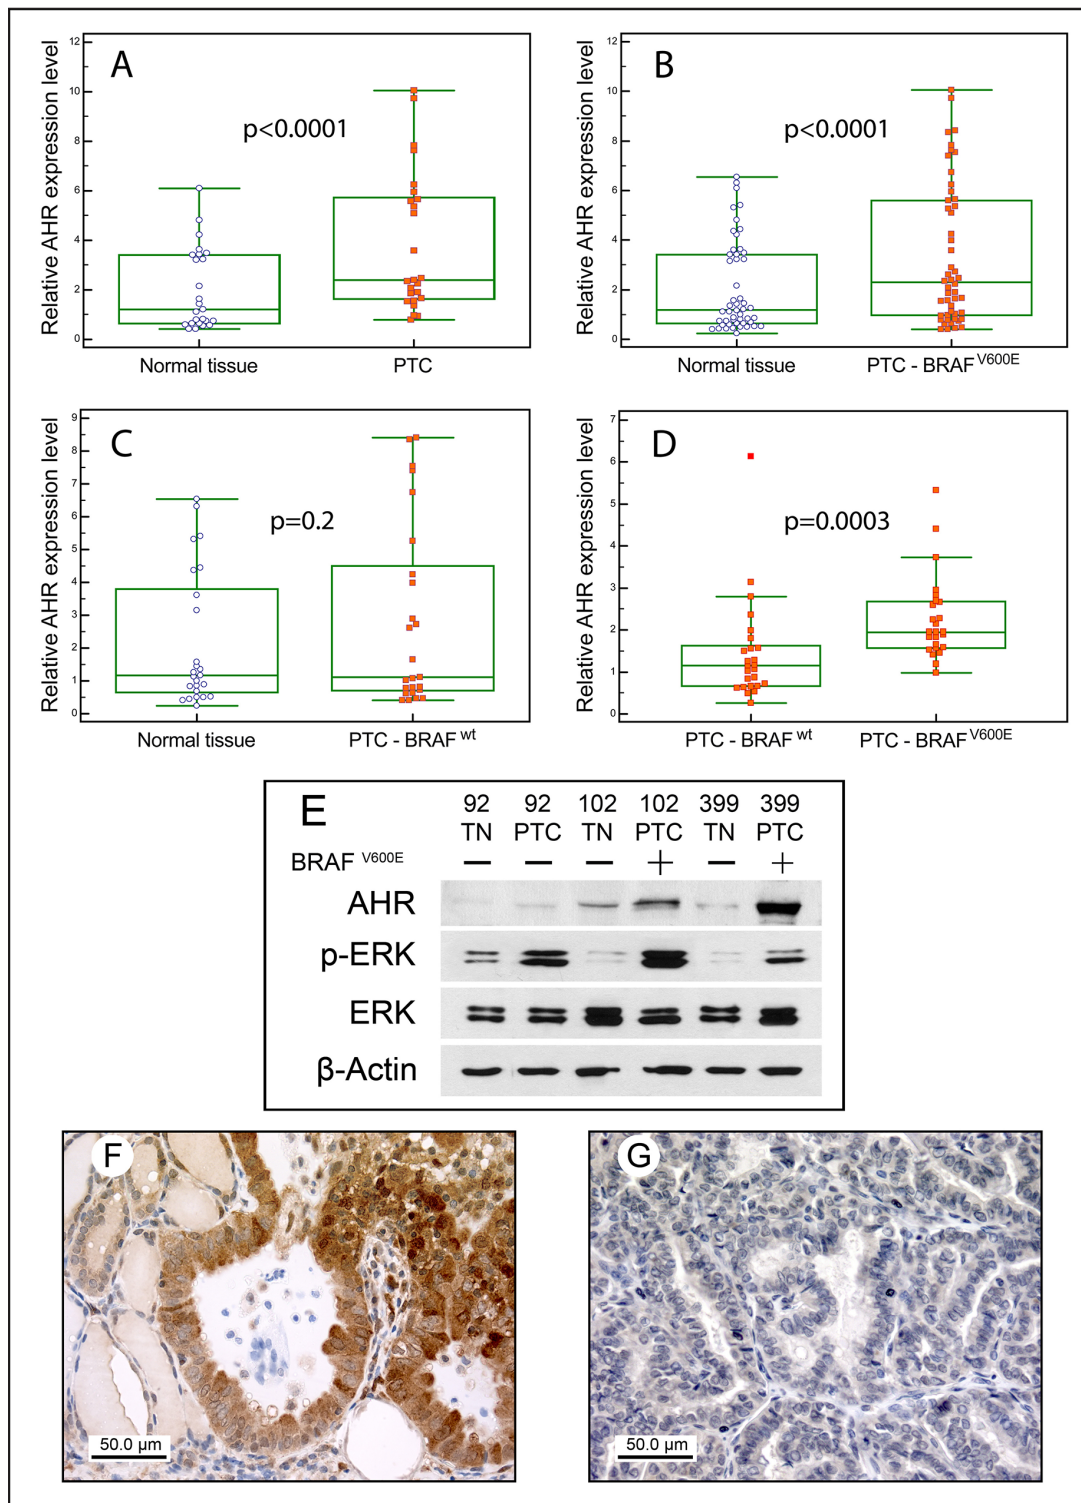 A
Relative AHR expression level
12
10
8
6
4
2
0
p<0.0001
Normal tissue
PTC
B
Relative AHR expression level
12
10
8
6
4
2
0
p<0.0001
Normal tissue
PTC - BRAF V600E
C
Relative AHR expression level
9
8
7
6
5
4
3
2
1
0
p=0.2
Normal tissue
PTC - BRAF wt
D
Relative AHR expression level
7
6
5
4
3
2
1
0
p=0.0003
PTC - BRAF wt
PTC - BRAF V600E
E
92 92 102 102 399 399
TN PTC TN PTC TN PTC
BRAF V600E − − − + − +
AHR
p-ERK
ERK
β-Actin
F
50.0 µm
G
50.0 µm